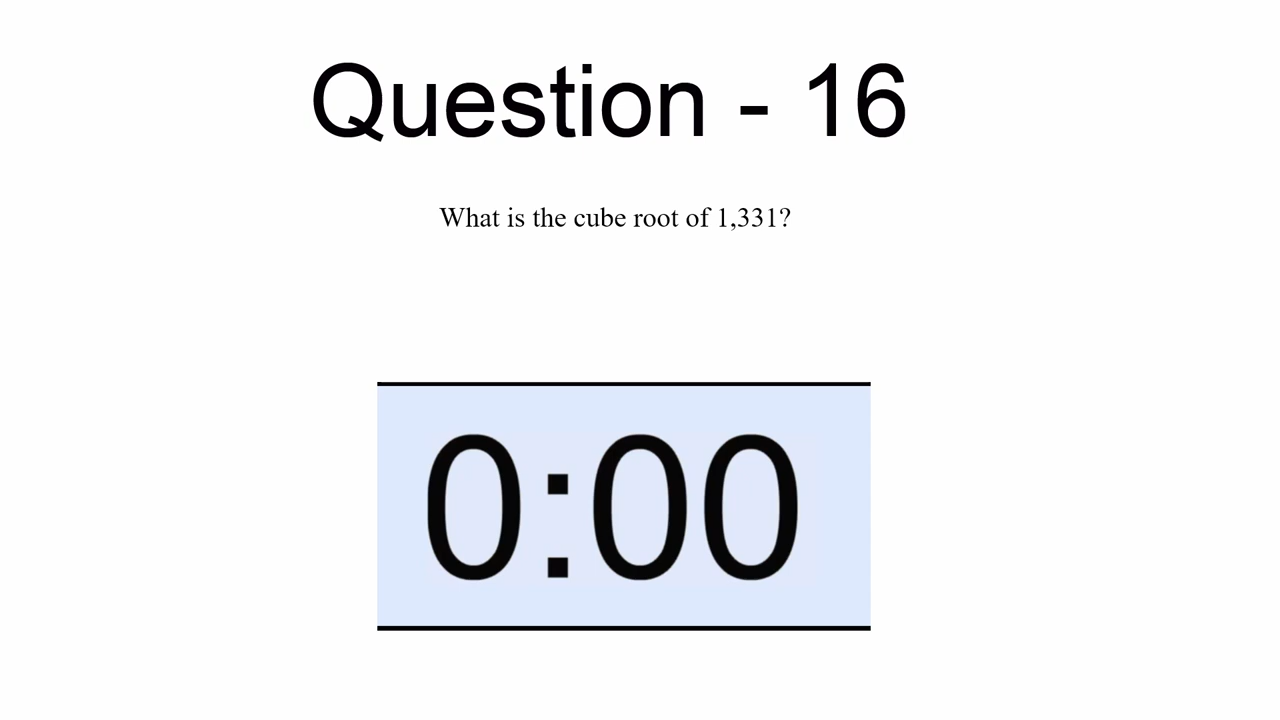 Question - 16
What is the cube root of 1,331?
0:00